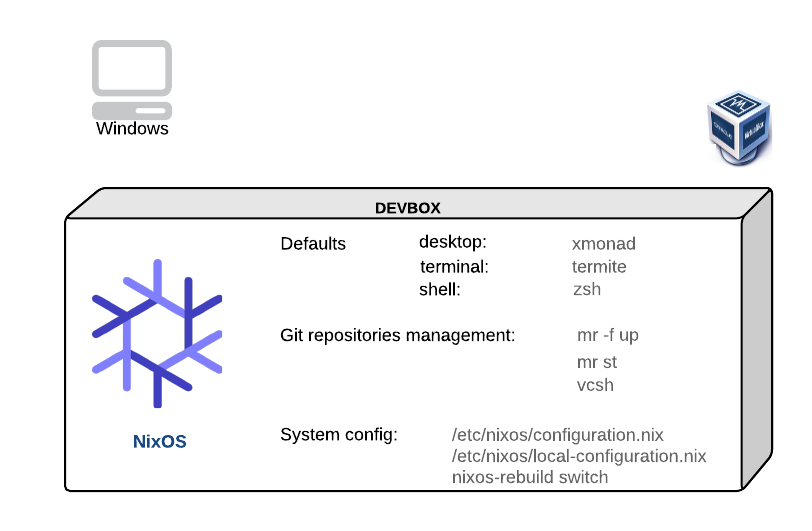 Windows
VirtualBox
DEVBOX
Defaults desktop: xmonad
terminal: termite
shell: zsh
Git repositories management: mr -f up
mr st
vcsh
NixOS
System config: /etc/nixos/configuration.nix
/etc/nixos/local-configuration.nix
nixos-rebuild switch